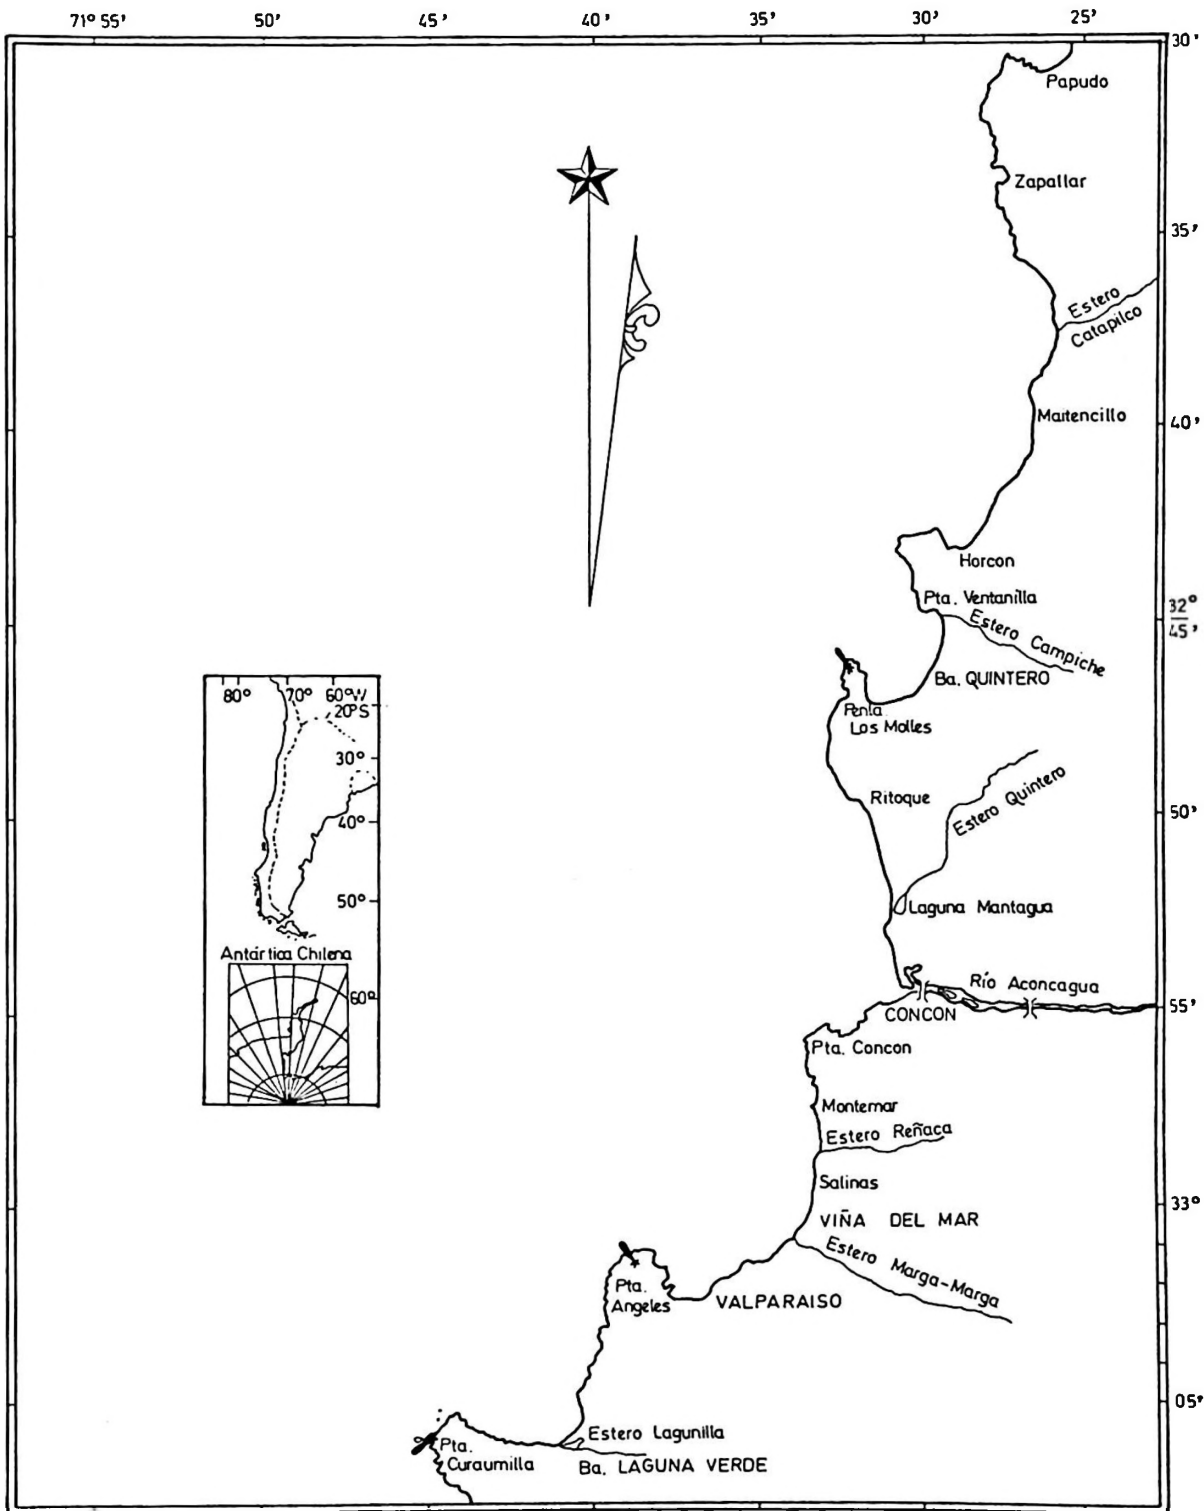 71° 55' 50' 45' 40' 35' 30' 25'
30'
Papudo
Zapallar
35'
Estero
Catapilco
Maitencillo
40'
Horcon
Pta. Ventanilla
32°
45'
Estero Campiche
Ba. QUINTERO
Penla.
Los Molles
Ritoque
Estero Quintero
50'
Laguna Mantagua
Río Aconcagua
CONCON
55'
Pta. Concon
Montemar
Estero Reñaca
Salinas
33°
VIÑA DEL MAR
Estero Marga-Marga
Pta.
Angeles
VALPARAISO
05'
Estero Lagunilla
Pta.
Curaumilla
Ba. LAGUNA VERDE
80° 70° 60°W
20°S
30°
40°
50°
Antártica Chilena
60°